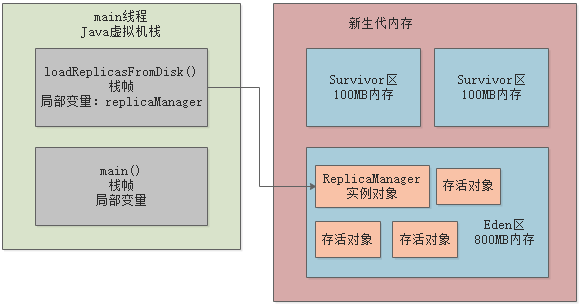 main线程
Java虚拟机栈
loadReplicasFromDisk()
栈帧
局部变量: replicaManager
main()
栈帧
局部变量
新生代内存
Survivor区
100MB内存
Survivor区
100MB内存
ReplicaManager
实例对象
存活对象
存活对象
存活对象
Eden区
800MB内存